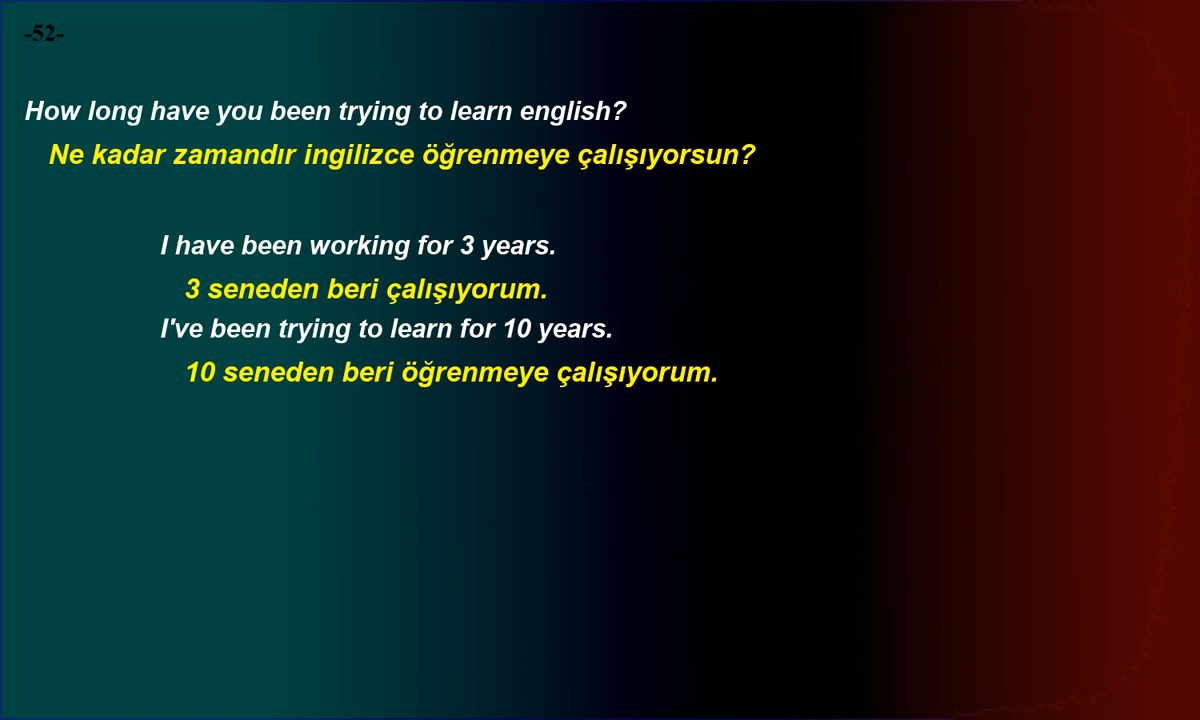 -52-
How long have you been trying to learn english?
Ne kadar zamandır ingilizce öğrenmeye çalışıyorsun?
I have been working for 3 years.
3 seneden beri çalışıyorum.
I've been trying to learn for 10 years.
10 seneden beri öğrenmeye çalışıyorum.